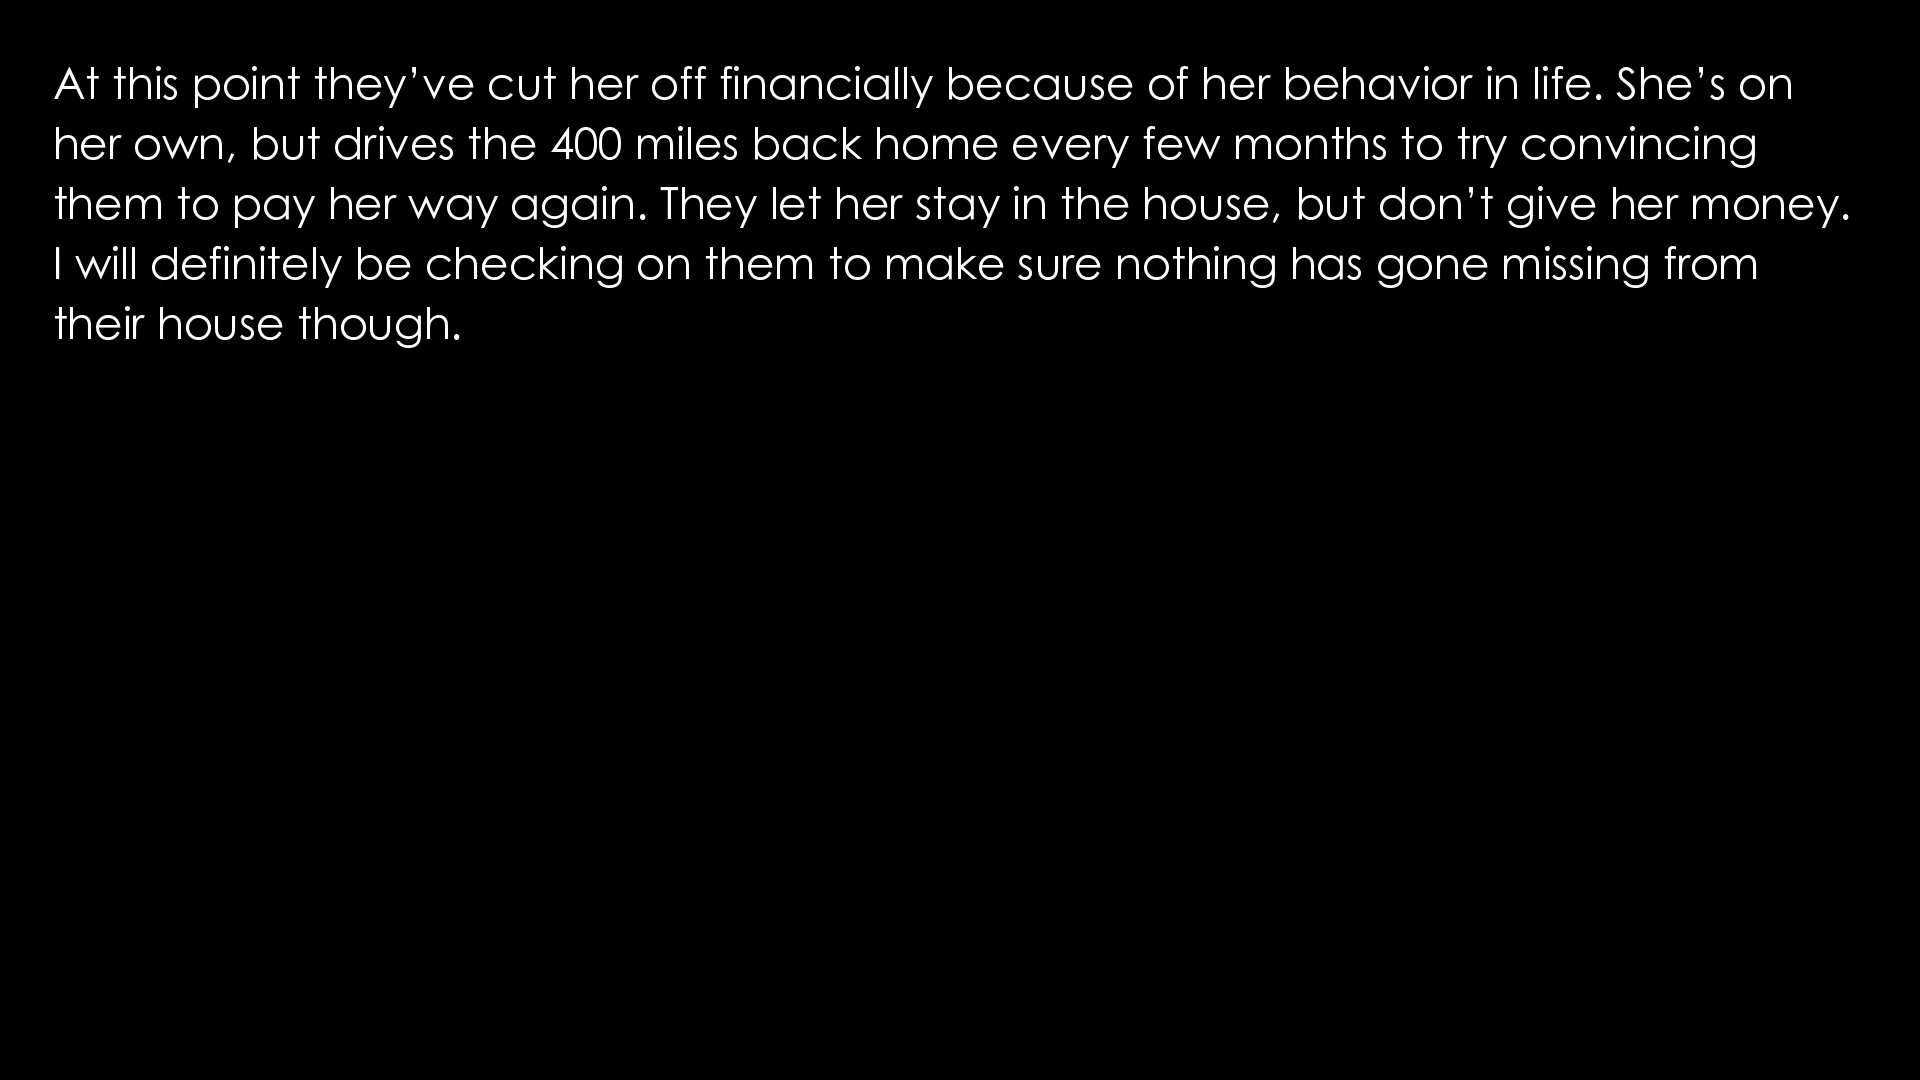 At this point they’ve cut her off financially because of her behavior in life. She’s on
her own, but drives the 400 miles back home every few months to try convincing
them to pay her way again. They let her stay in the house, but don’t give her money.
I will definitely be checking on them to make sure nothing has gone missing from
their house though.